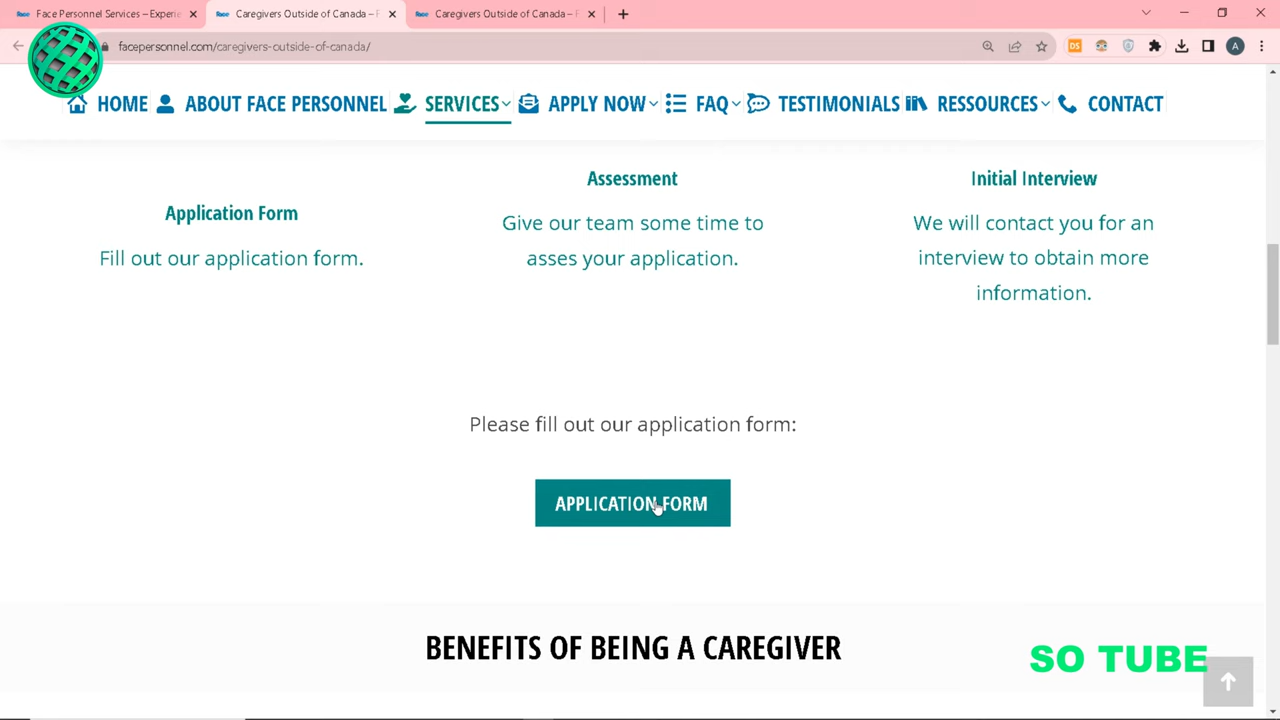 Face Personnel Services – Experie
Caregivers Outside of Canada – F
Caregivers Outside of Canada – F
facepersonnel.com/caregivers-outside-of-canada/
DS
A
HOME ABOUT FACE PERSONNEL SERVICES APPLY NOW FAQ TESTIMONIALS RESSOURCES CONTACT
Application Form
Fill out our application form.
Assessment
Give our team some time to
asses your application.
Initial Interview
We will contact you for an
interview to obtain more
information.
Please fill out our application form:
APPLICATION FORM
BENEFITS OF BEING A CAREGIVER
SO TUBE